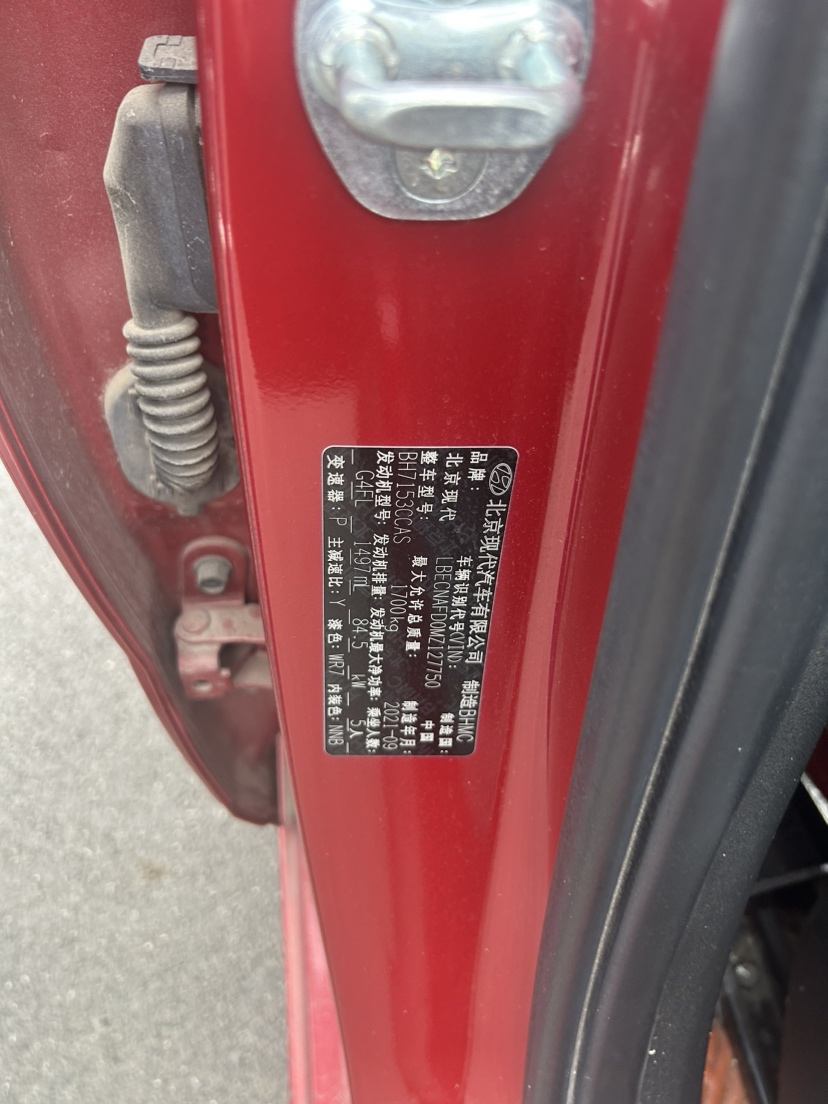 北京现代汽车有限公司 制造BHMC
品牌: 车辆识别代号(VIN): 制造国:
北京现代 LBECNAFD0MZ127750 中国
整车型号: 最大允许总质量: 制造年月:
BH7153CCAS 1700kg 2021-09
发动机型号: 发动机排量: 发动机最大净功率: 乘坐人数:
G4FL 1497mL 84.5 kW 5人
变速器:P 主减速比:Y 漆色:WR7 内装色:NNB